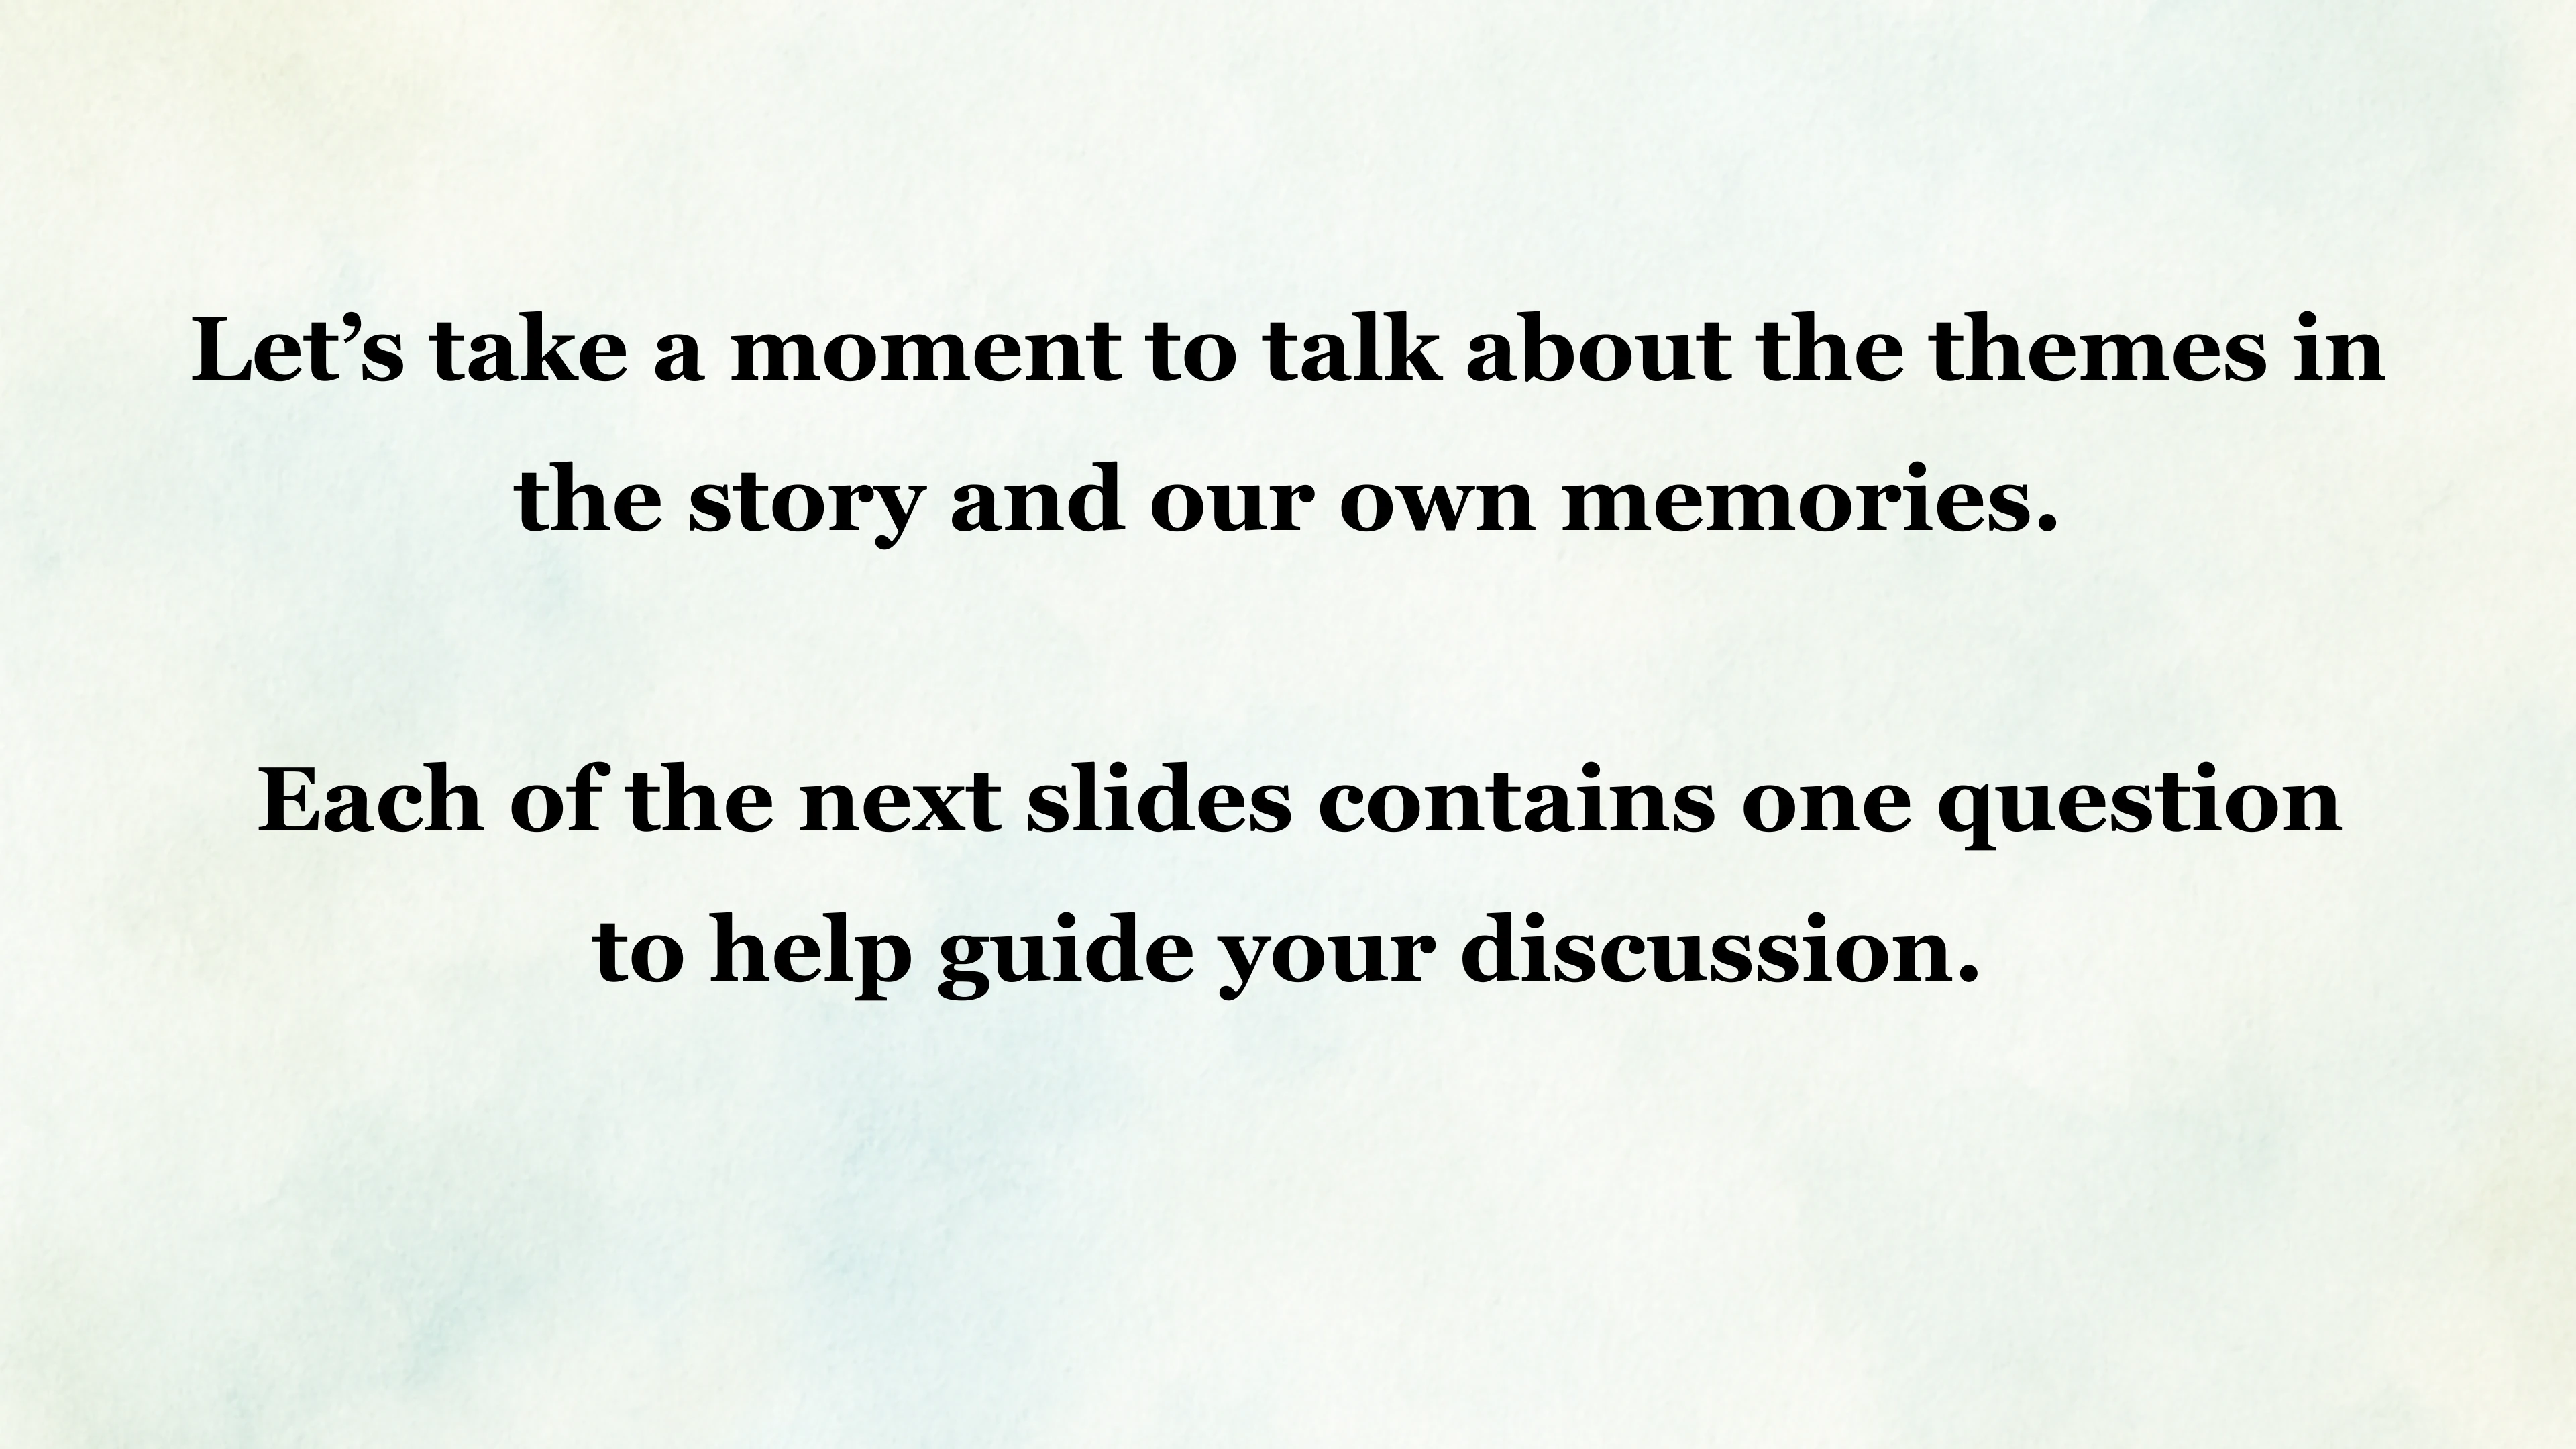 Let’s take a moment to talk about the themes in
the story and our own memories.
Each of the next slides contains one question
to help guide your discussion.